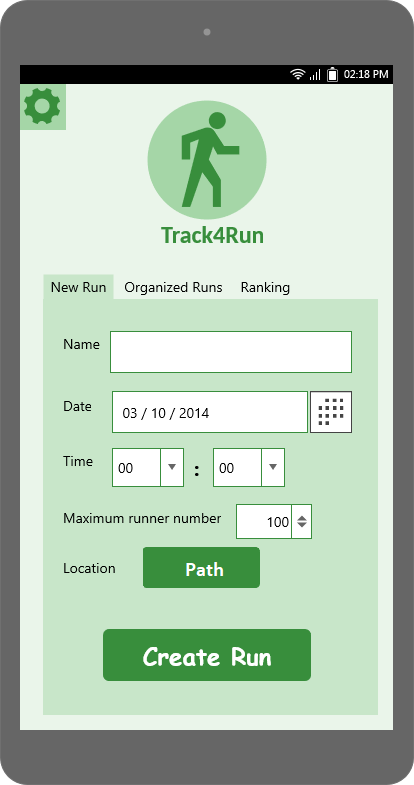 02:18 PM
Track4Run
New Run Organized Runs Ranking
Name
Date 03 / 10 / 2014
Time 00 : 00
Maximum runner number 100
Location Path
Create Run